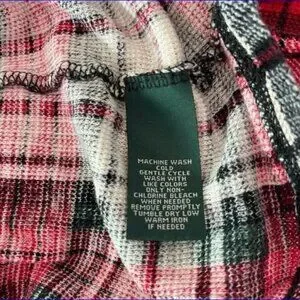 MACHINE WASH
COLD
GENTLE CYCLE
WASH WITH
LIKE COLORS
ONLY NON-
CHLORINE BLEACH
WHEN NEEDED
REMOVE PROMPTLY
TUMBLE DRY LOW
WARM IRON
IF NEEDED